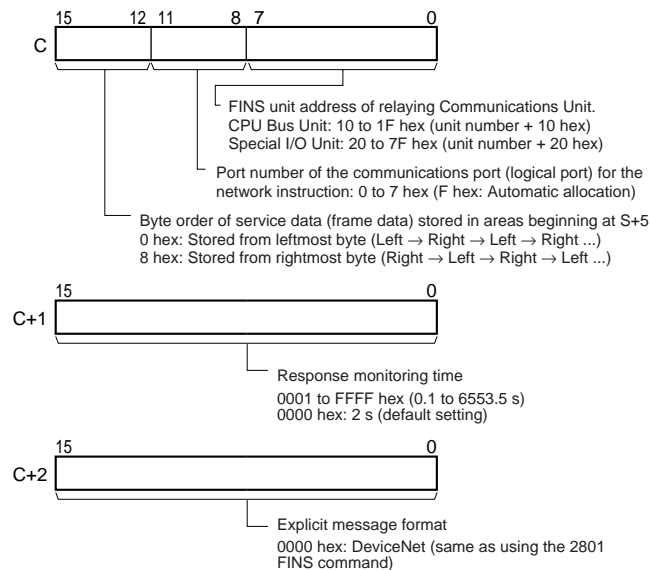 15 12 11 8 7 0
C
FINS unit address of relaying Communications Unit.
CPU Bus Unit: 10 to 1F hex (unit number + 10 hex)
Special I/O Unit: 20 to 7F hex (unit number + 20 hex)
Port number of the communications port (logical port) for the
network instruction: 0 to 7 hex (F hex: Automatic allocation)
Byte order of service data (frame data) stored in areas beginning at S+5
0 hex: Stored from leftmost byte (Left → Right → Left → Right ...)
8 hex: Stored from rightmost byte (Right → Left → Right → Left ...)
15 0
C+1
Response monitoring time
0001 to FFFF hex (0.1 to 6553.5 s)
0000 hex: 2 s (default setting)
15 0
C+2
Explicit message format
0000 hex: DeviceNet (same as using the 2801
FINS command)